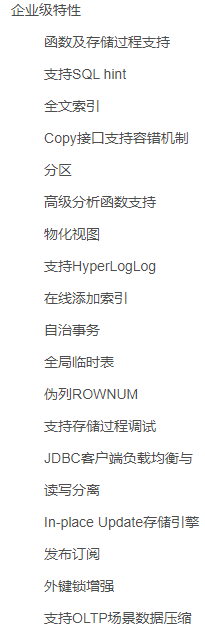 企业级特性
函数及存储过程支持
支持SQL hint
全文索引
Copy接口支持容错机制
分区
高级分析函数支持
物化视图
支持HyperLogLog
在线添加索引
自治事务
全局临时表
伪列ROWNUM
支持存储过程调试
JDBC客户端负载均衡与
读写分离
In-place Update存储引擎
发布订阅
外键锁增强
支持OLTP场景数据压缩